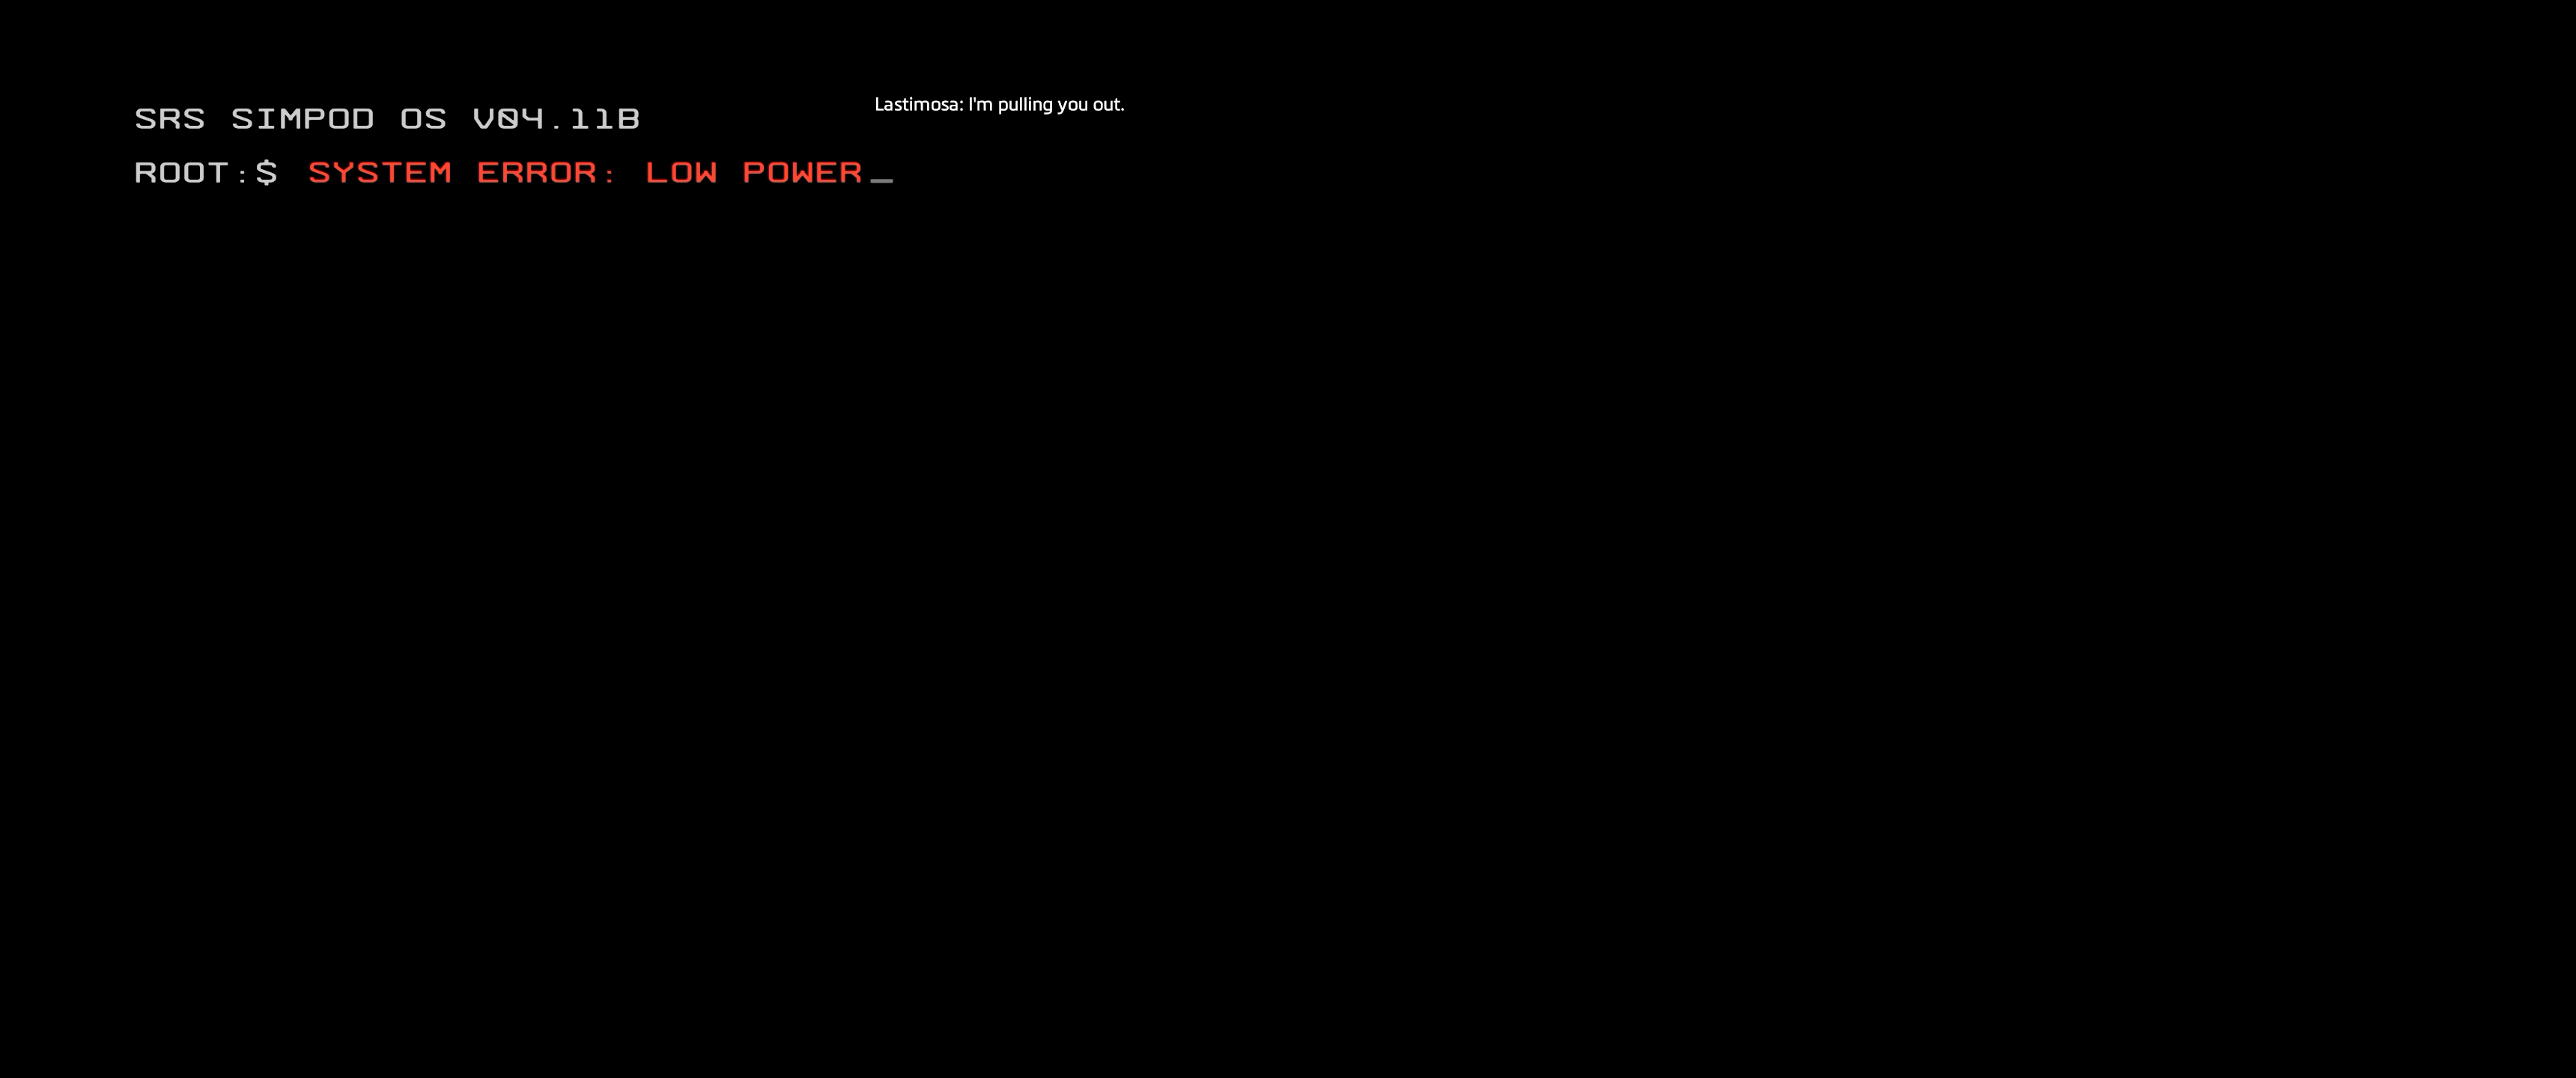 SRS SIMPOD OS V04.11B
Lastimosa: I'm pulling you out.
ROOT:$ SYSTEM ERROR: LOW POWER_